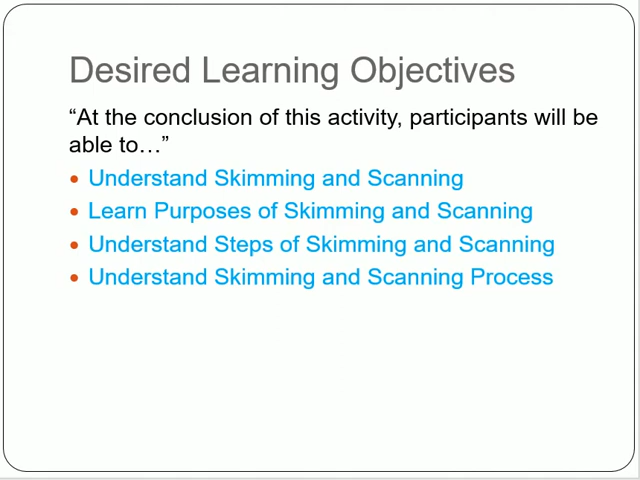 Desired Learning Objectives
“At the conclusion of this activity, participants will be
able to…”
• Understand Skimming and Scanning
• Learn Purposes of Skimming and Scanning
• Understand Steps of Skimming and Scanning
• Understand Skimming and Scanning Process